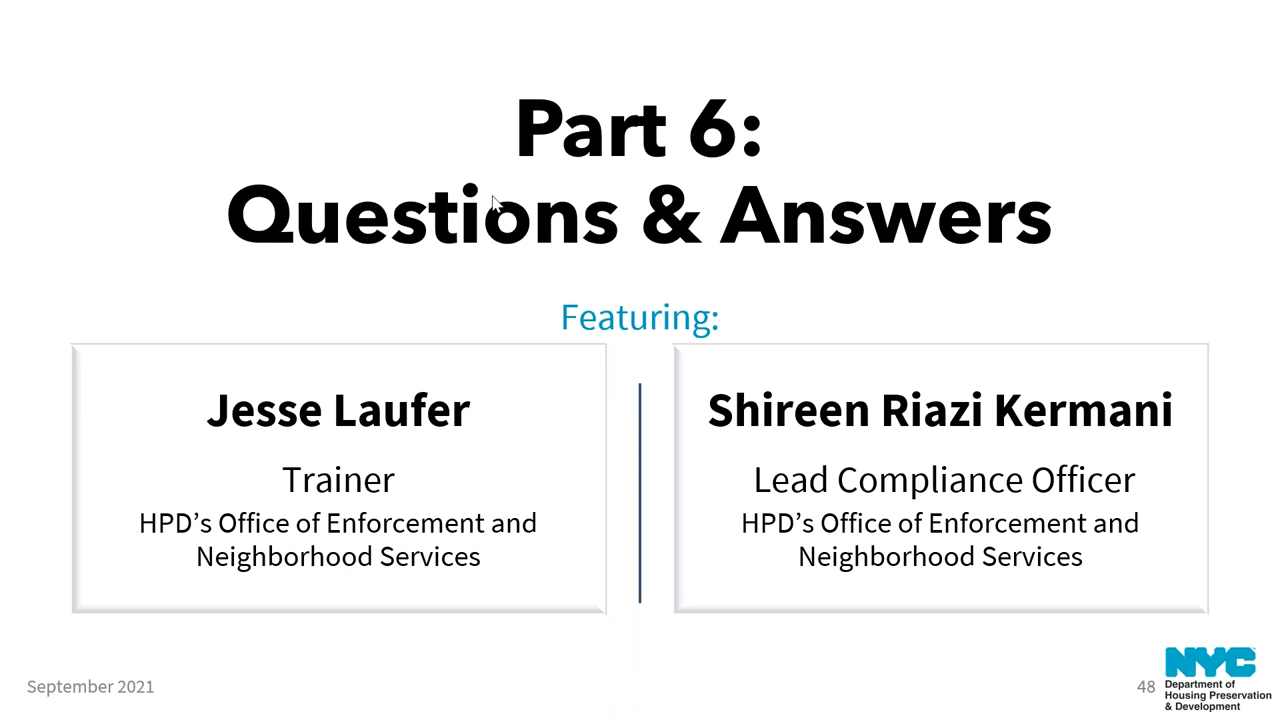 Part 6:
Questions & Answers
Featuring:
Jesse Laufer
Trainer
HPD’s Office of Enforcement and
Neighborhood Services
Shireen Riazi Kermani
Lead Compliance Officer
HPD’s Office of Enforcement and
Neighborhood Services
September 2021
48
NYC
Department of
Housing Preservation
& Development